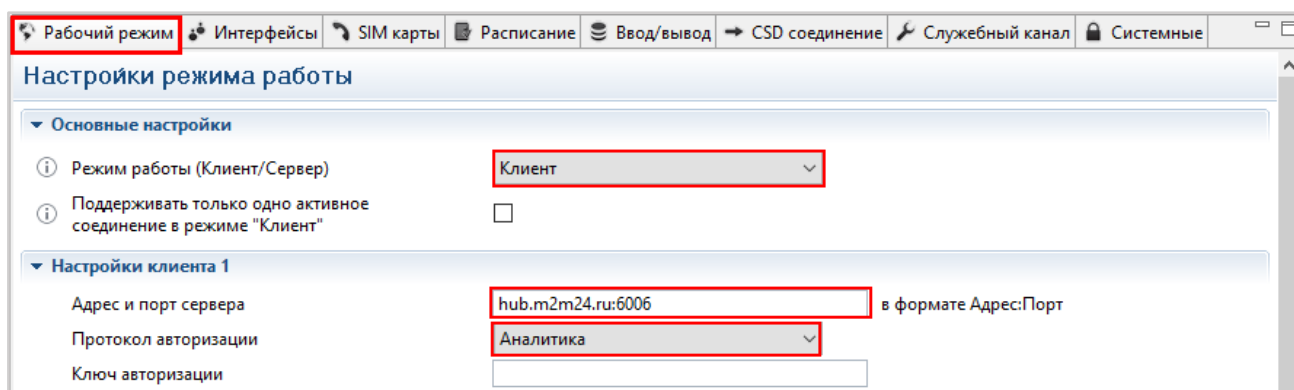 Рабочий режим Интерфейсы SIM карты Расписание Ввод/вывод CSD соединение Служебный канал Системные
Настройки режима работы
Основные настройки
Режим работы (Клиент/Сервер) Клиент
Поддерживать только одно активное
соединение в режиме "Клиент"
Настройки клиента 1
Адрес и порт сервера hub.m2m24.ru:6006 в формате Адрес:Порт
Протокол авторизации Аналитика
Ключ авторизации